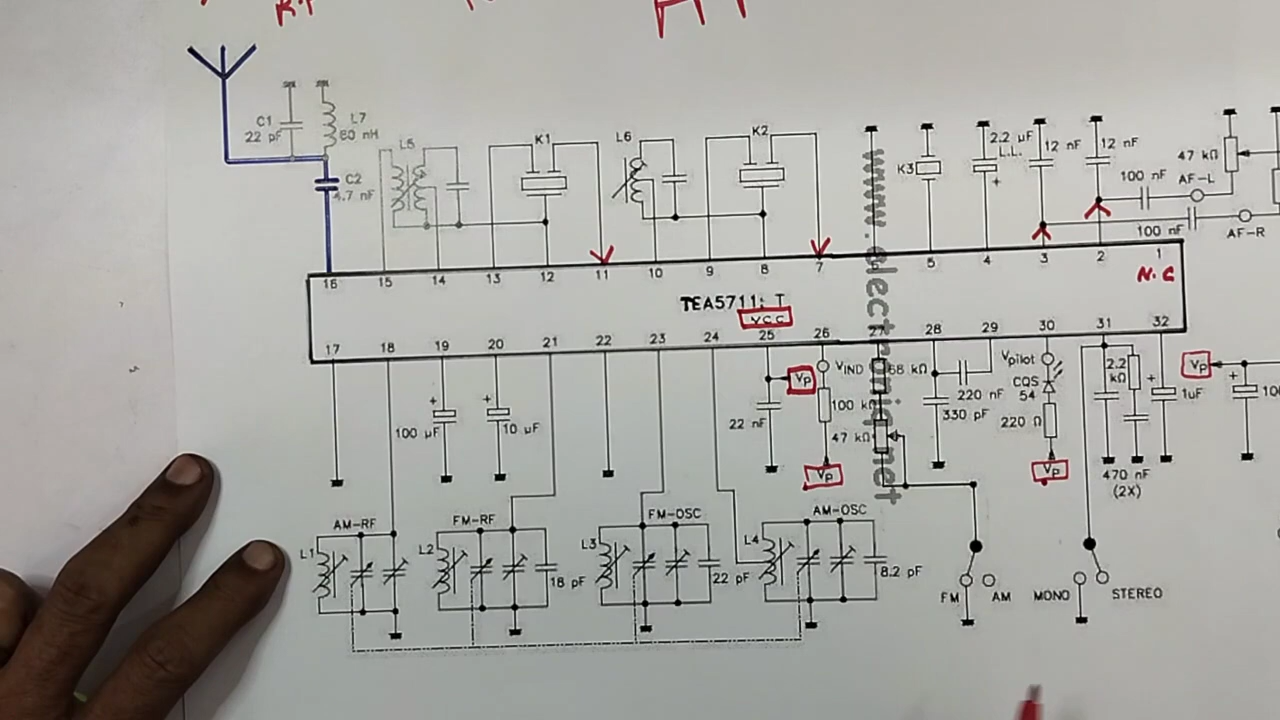 C1
22 pF
L7
60 nH
C2
4.7 nF
L5
K1
L6
K2
K3
2.2 µF
L.L.
+
12 nF
12 nF
100 nF
AF-L
47 kΩ
100 nF
AF-R
www.electroniq.net
16 15 14 13 12 11 10 9 8 7 5 4 3 2 1
N.C
TEA5711; T
VCC
17 18 19 20 21 22 23 24 25 26 27 28 29 30 31 32
+
100 µF
+
10 µF
22 nF
Vp
VIND
100 kΩ
Vp
68 kΩ
47 kΩ
220 nF
330 pF
Vpilot
CQS
54
220 Ω
Vp
2.2
kΩ
470 nF
(2X)
+
1uF
Vp
+
AM-RF
FM-RF
FM-OSC
AM-OSC
L1
L2
18 pF
L3
22 pF
L4
8.2 pF
FM
AM
MONO
STEREO